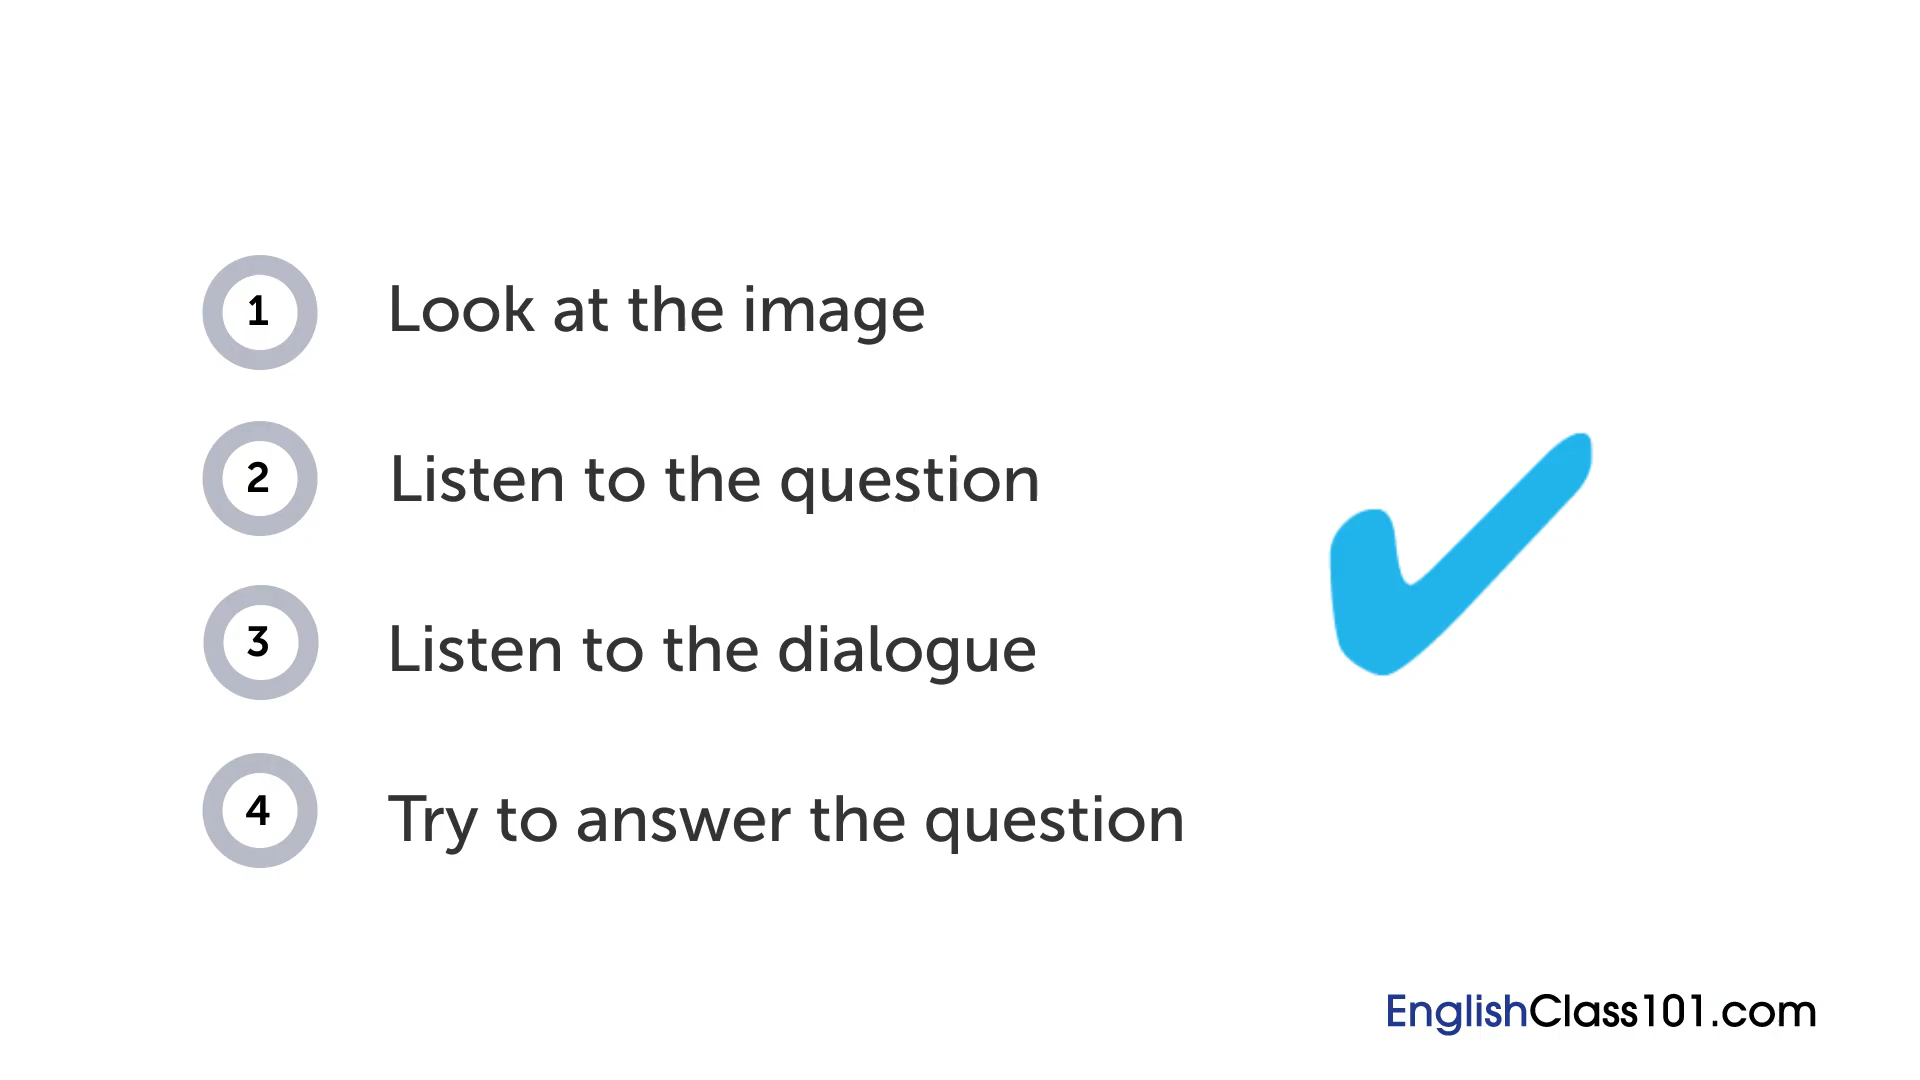 1 Look at the image
2 Listen to the question
3 Listen to the dialogue
4 Try to answer the question
EnglishClass101.com